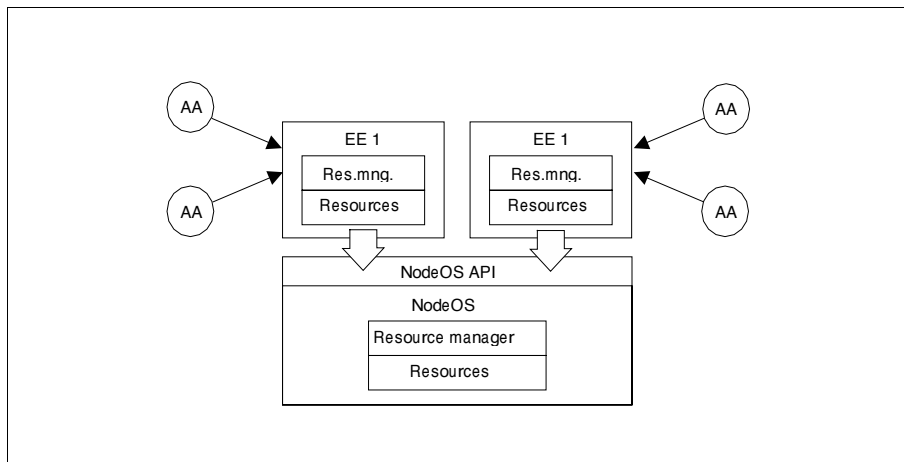 AA
AA
EE 1
EE 1
Res.mng.
Res.mng.
AA
AA
Resources
Resources
NodeOS API
NodeOS
Resource manager
Resources